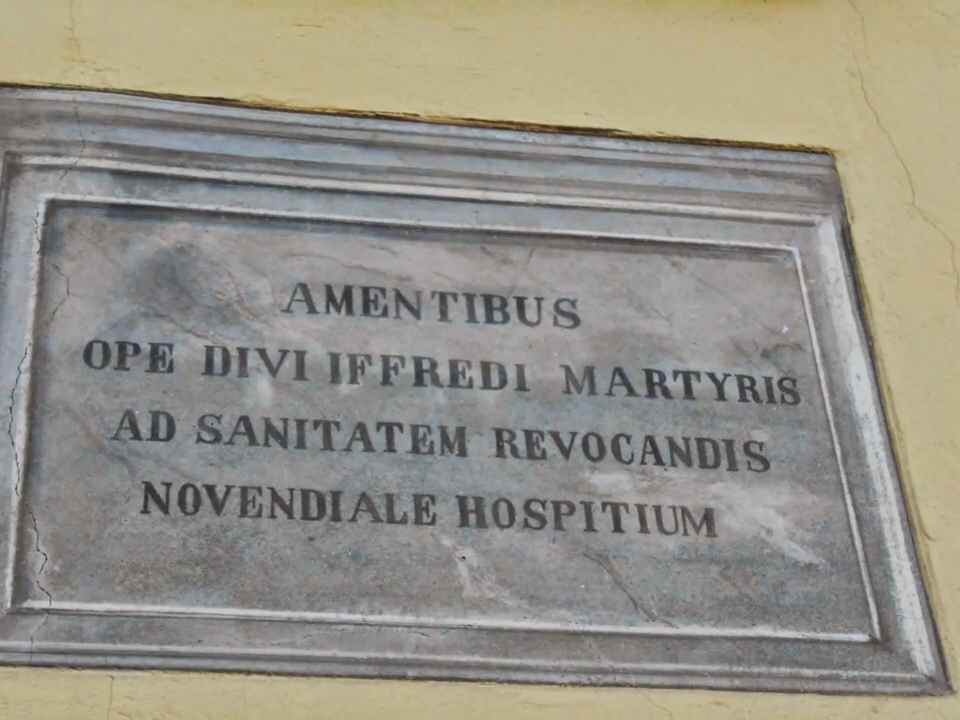 AMENTIBUS
OPE DIVI IFFREDI MARTYRIS
AD SANITATEM REVOCANDIS
NOVENDIALE HOSPITIUM